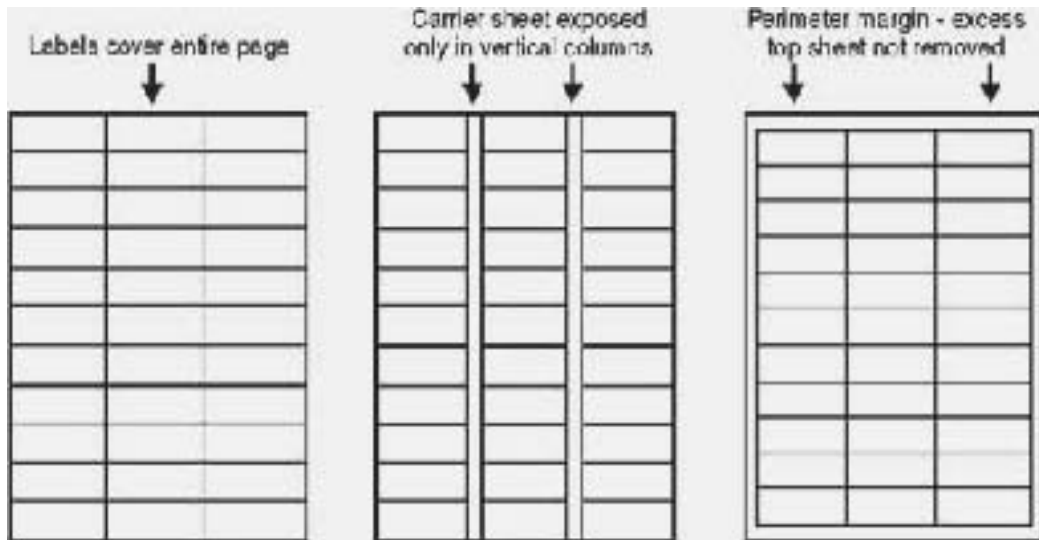 Labels cover entire page
Carrier sheet exposed
only in vertical columns
Perimeter margin - excess
top sheet not removed